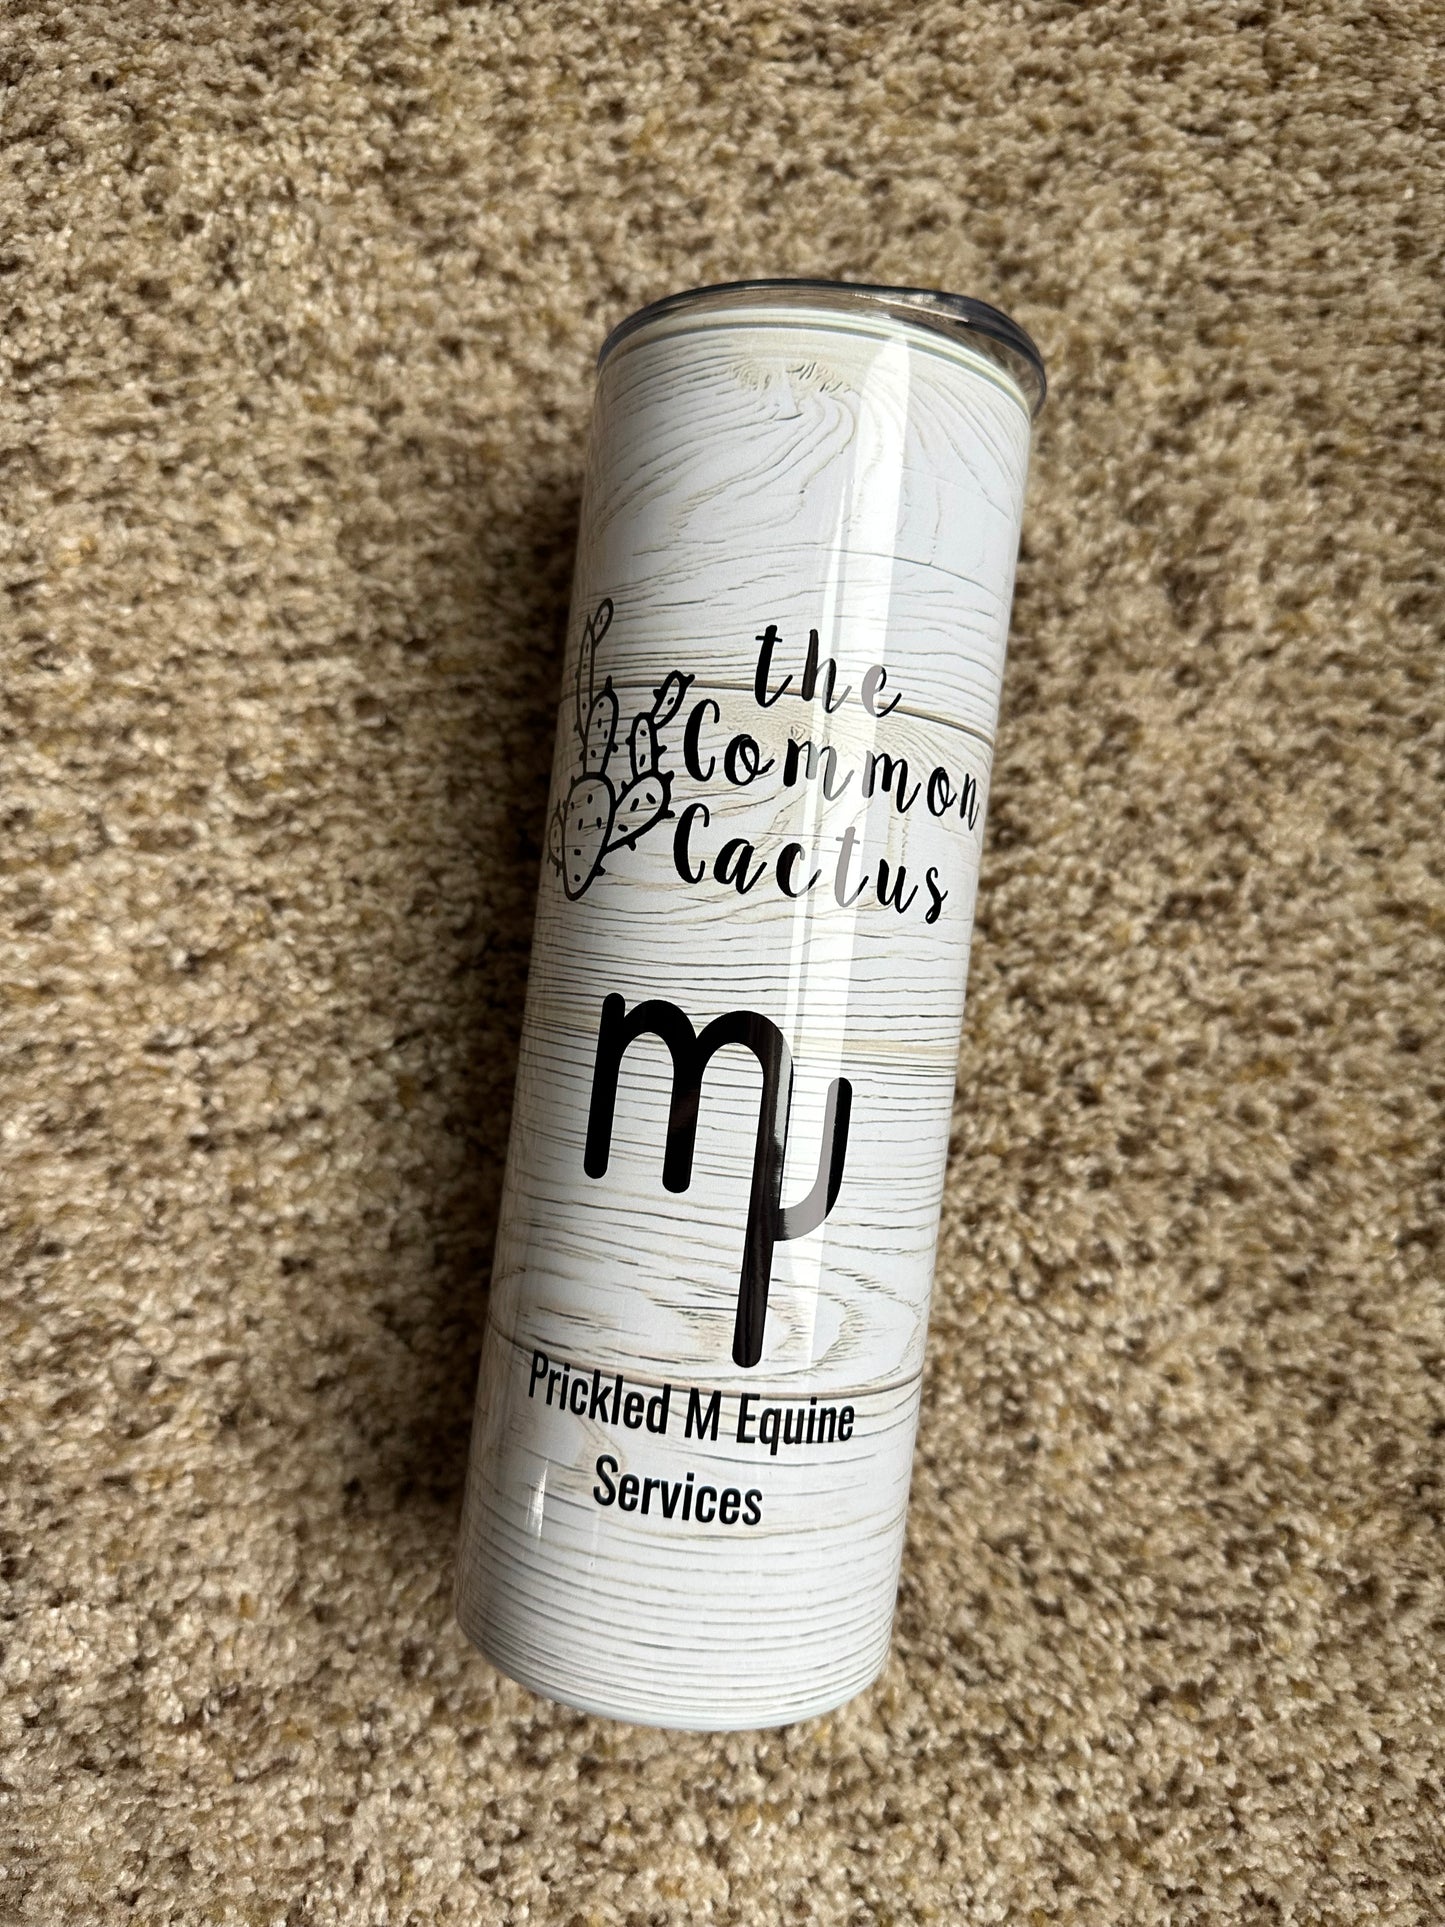 the
Common
Cactus
m
Prickled M Equine
Services